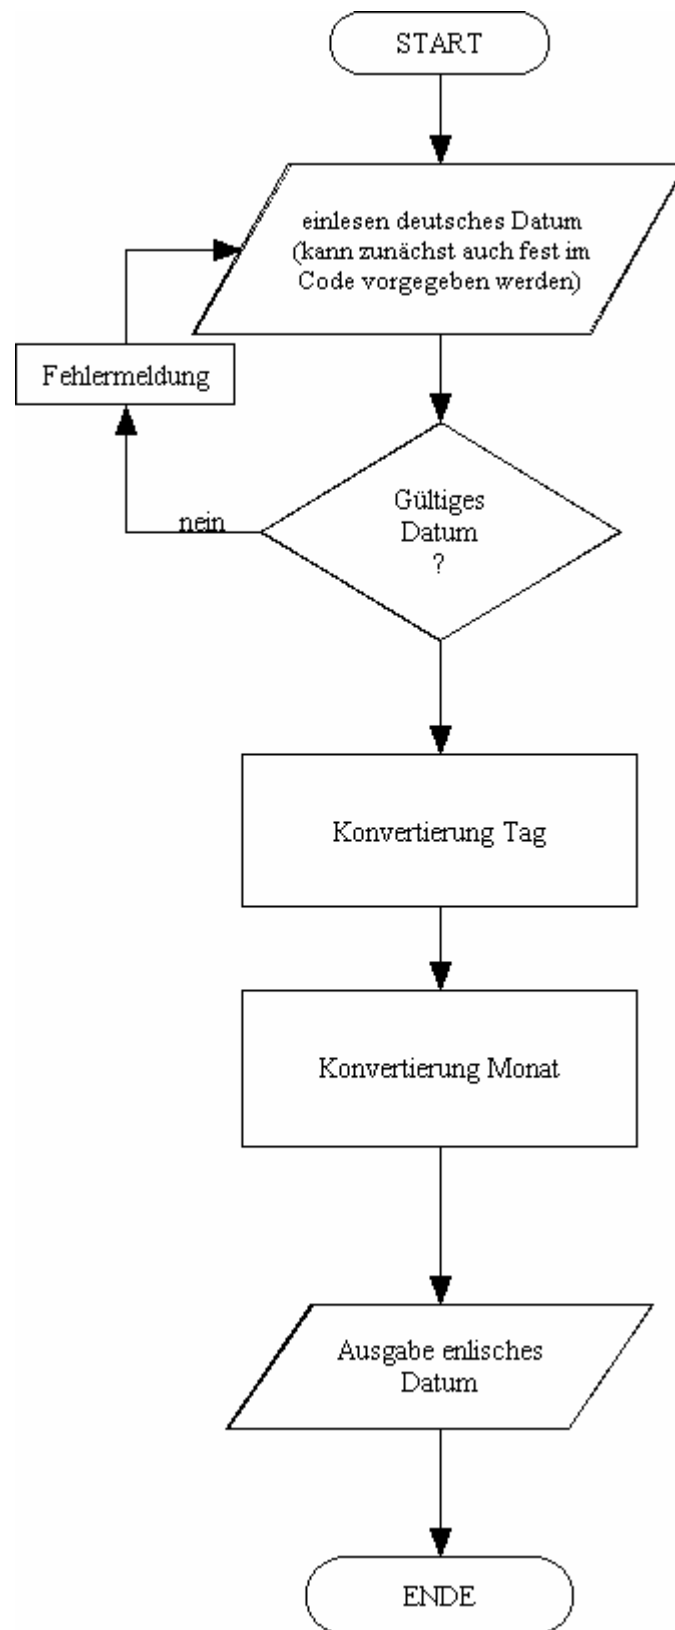 START
einlesen deutsches Datum
(kann zunächst auch fest im
Code vorgegeben werden)
Fehlermeldung
Gültiges
Datum
?
nein
Konvertierung Tag
Konvertierung Monat
Ausgabe enlisches
Datum
ENDE